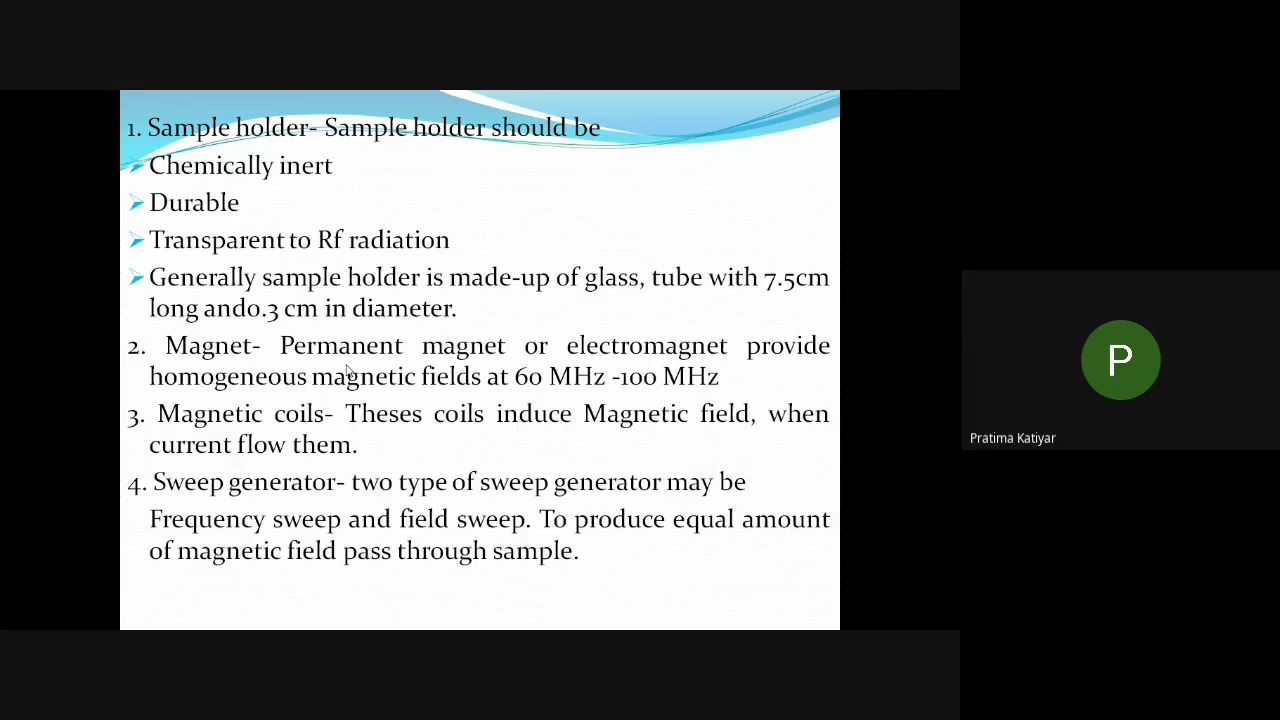 1. Sample holder- Sample holder should be
Chemically inert
Durable
Transparent to Rf radiation
Generally sample holder is made-up of glass, tube with 7.5cm
long and0.3 cm in diameter.
2. Magnet- Permanent magnet or electromagnet provide
homogeneous magnetic fields at 60 MHz -100 MHz
3. Magnetic coils- Theses coils induce Magnetic field, when
current flow them.
4. Sweep generator- two type of sweep generator may be
Frequency sweep and field sweep. To produce equal amount
of magnetic field pass through sample.
P
Pratima Katiyar